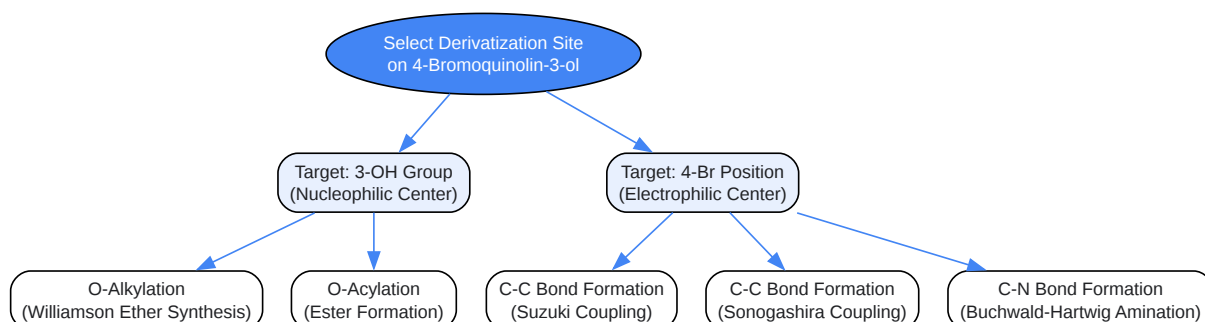 Select Derivatization Site
on 4-Bromoquinolin-3-ol
Target: 3-OH Group
(Nucleophilic Center)
Target: 4-Br Position
(Electrophilic Center)
O-Alkylation
(Williamson Ether Synthesis)
O-Acylation
(Ester Formation)
C-C Bond Formation
(Suzuki Coupling)
C-C Bond Formation
(Sonogashira Coupling)
C-N Bond Formation
(Buchwald-Hartwig Amination)